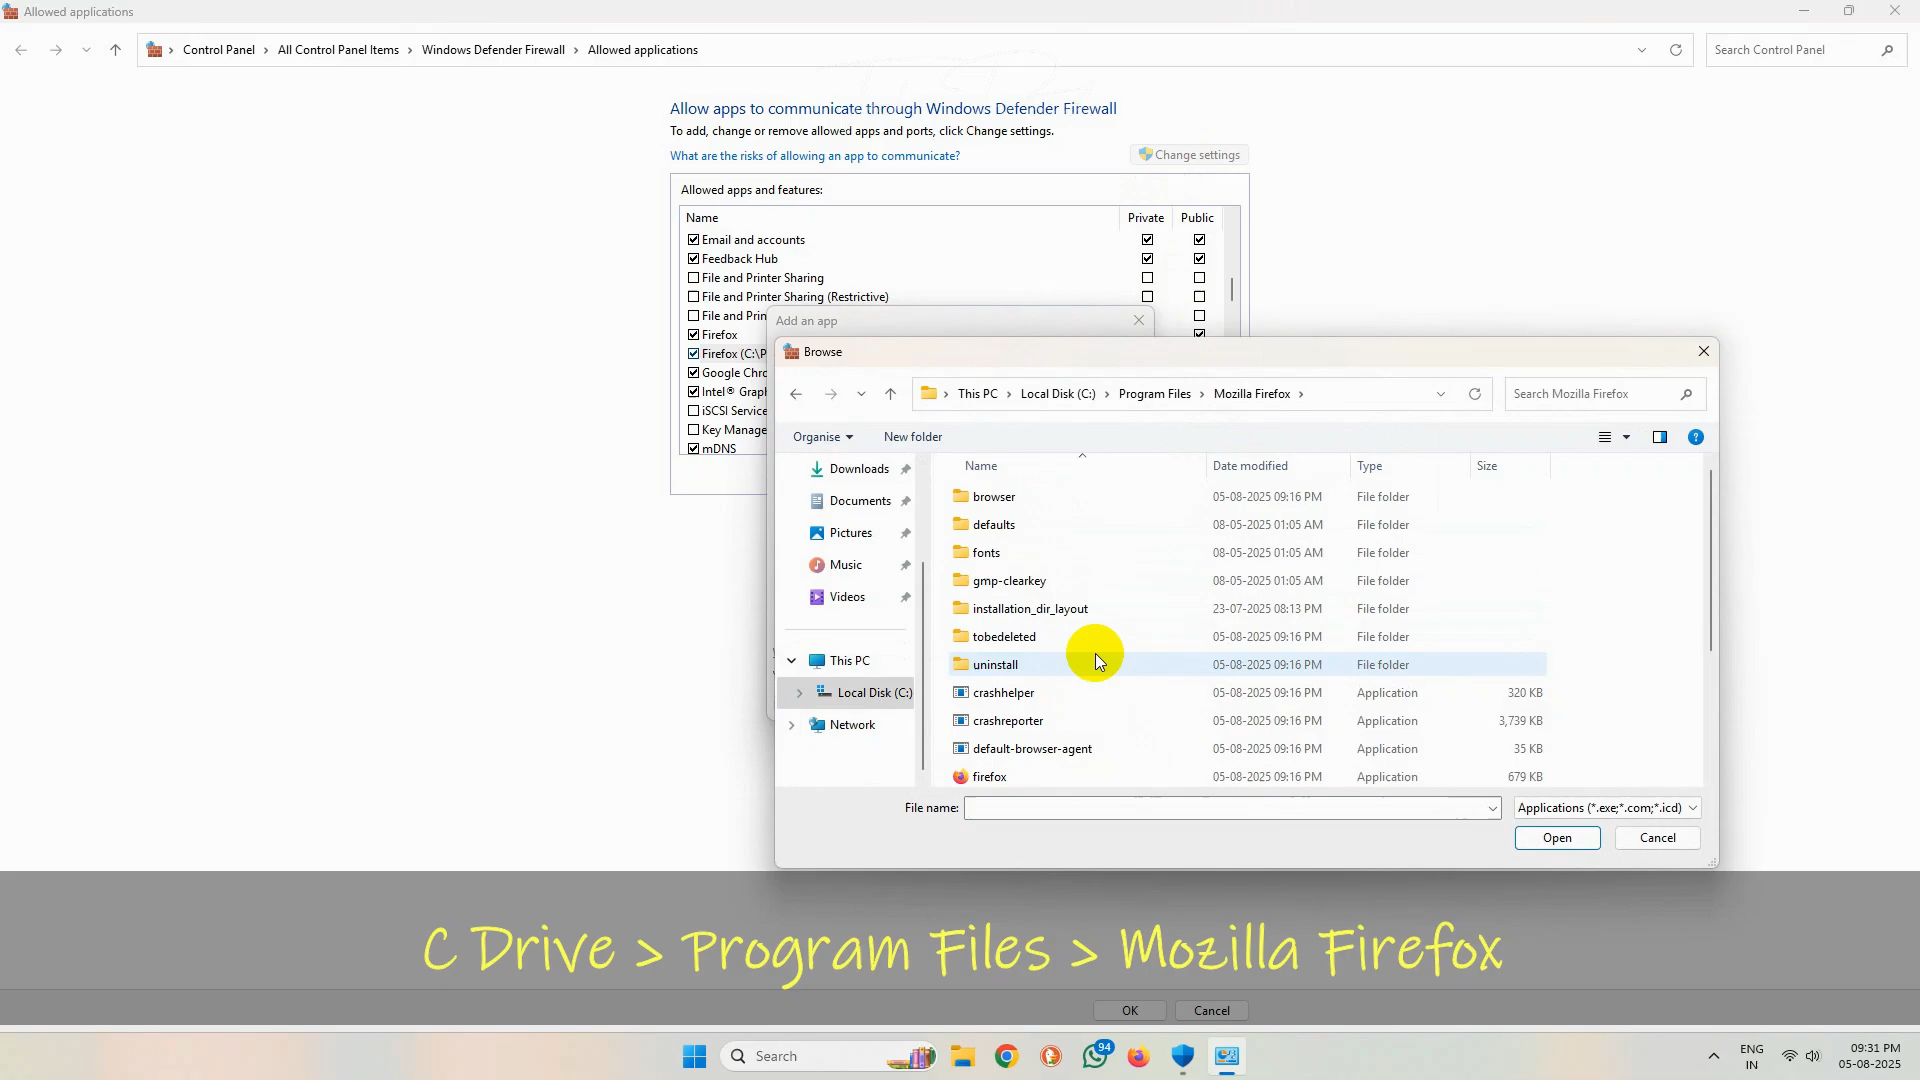 Allowed applications
Control Panel > All Control Panel Items > Windows Defender Firewall > Allowed applications
Search Control Panel
Allow apps to communicate through Windows Defender Firewall
To add, change or remove allowed apps and ports, click Change settings.
What are the risks of allowing an app to communicate?
Change settings
Allowed apps and features:
Name Private Public
Email and accounts
Feedback Hub
File and Printer Sharing
File and Printer Sharing (Restrictive)
File and Prin
Firefox
Firefox (C:\P
Google Chro
Intel® Graph
iSCSI Service
Key Manage
mDNS
Add an app
Browse
This PC > Local Disk (C:) > Program Files > Mozilla Firefox >
Search Mozilla Firefox
Organise New folder
Downloads
Documents
Pictures
Music
Videos
This PC
Local Disk (C:)
Network
Name Date modified Type Size
browser 05-08-2025 09:16 PM File folder
defaults 08-05-2025 01:05 AM File folder
fonts 08-05-2025 01:05 AM File folder
gmp-clearkey 08-05-2025 01:05 AM File folder
installation_dir_layout 23-07-2025 08:13 PM File folder
tobedeleted 05-08-2025 09:16 PM File folder
uninstall 05-08-2025 09:16 PM File folder
crashhelper 05-08-2025 09:16 PM Application 320 KB
crashreporter 05-08-2025 09:16 PM Application 3,739 KB
default-browser-agent 05-08-2025 09:16 PM Application 35 KB
firefox 05-08-2025 09:16 PM Application 679 KB
File name: Applications (*.exe;*.com;*.icd)
Open Cancel
C Drive > Program Files > Mozilla Firefox
OK Cancel
Search
94
ENG
IN
09:31 PM
05-08-2025